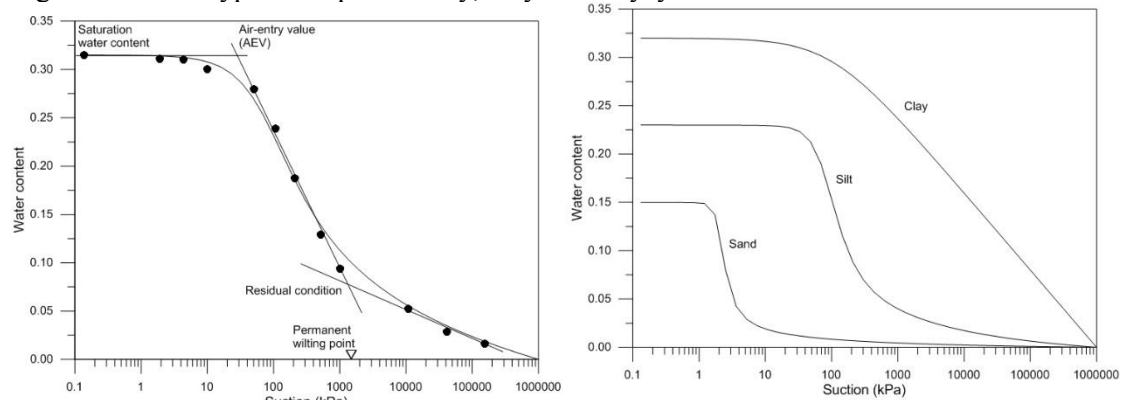 0.35
Saturation
water content
Air-entry value
(AEV)
0.30
0.25
0.20
0.15
0.10
0.05
0.00
Water content
Residual condition
Permanent
wilting point
0.1 1 10 100 1000 10000 100000 1000000
Suction (kPa)
0.35
0.30
0.25
0.20
0.15
0.10
0.05
0.00
Water content
Clay
Silt
Sand
0.1 1 10 100 1000 10000 100000 1000000
Suction (kPa)